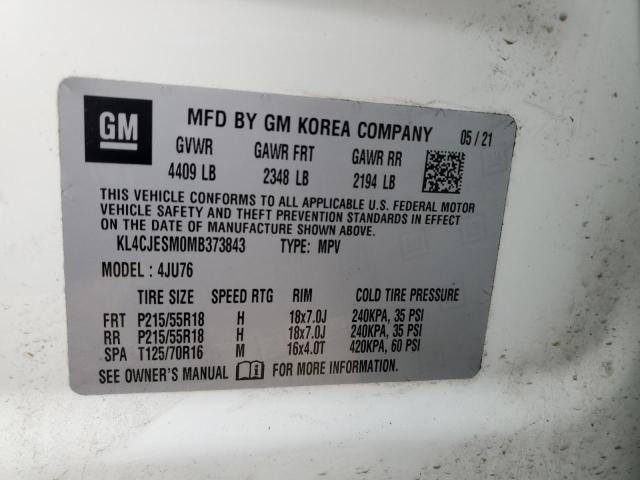 GM
MFD BY GM KOREA COMPANY 05/21
GVWR GAWR FRT GAWR RR
4409 LB 2348 LB 2194 LB
THIS VEHICLE CONFORMS TO ALL APPLICABLE U.S. FEDERAL MOTOR
VEHICLE SAFETY AND THEFT PREVENTION STANDARDS IN EFFECT
ON THE DATE OF MANUFACTURE SHOWN ABOVE.
KL4CJESM0MB373843 TYPE: MPV
MODEL: 4JU76
TIRE SIZE SPEED RTG RIM COLD TIRE PRESSURE
FRT P215/55R18 H 18x7.0J 240KPA, 35 PSI
RR P215/55R18 H 18x7.0J 240KPA, 35 PSI
SPA T125/70R16 M 16x4.0T 420KPA, 60 PSI
SEE OWNER'S MANUAL FOR MORE INFORMATION.